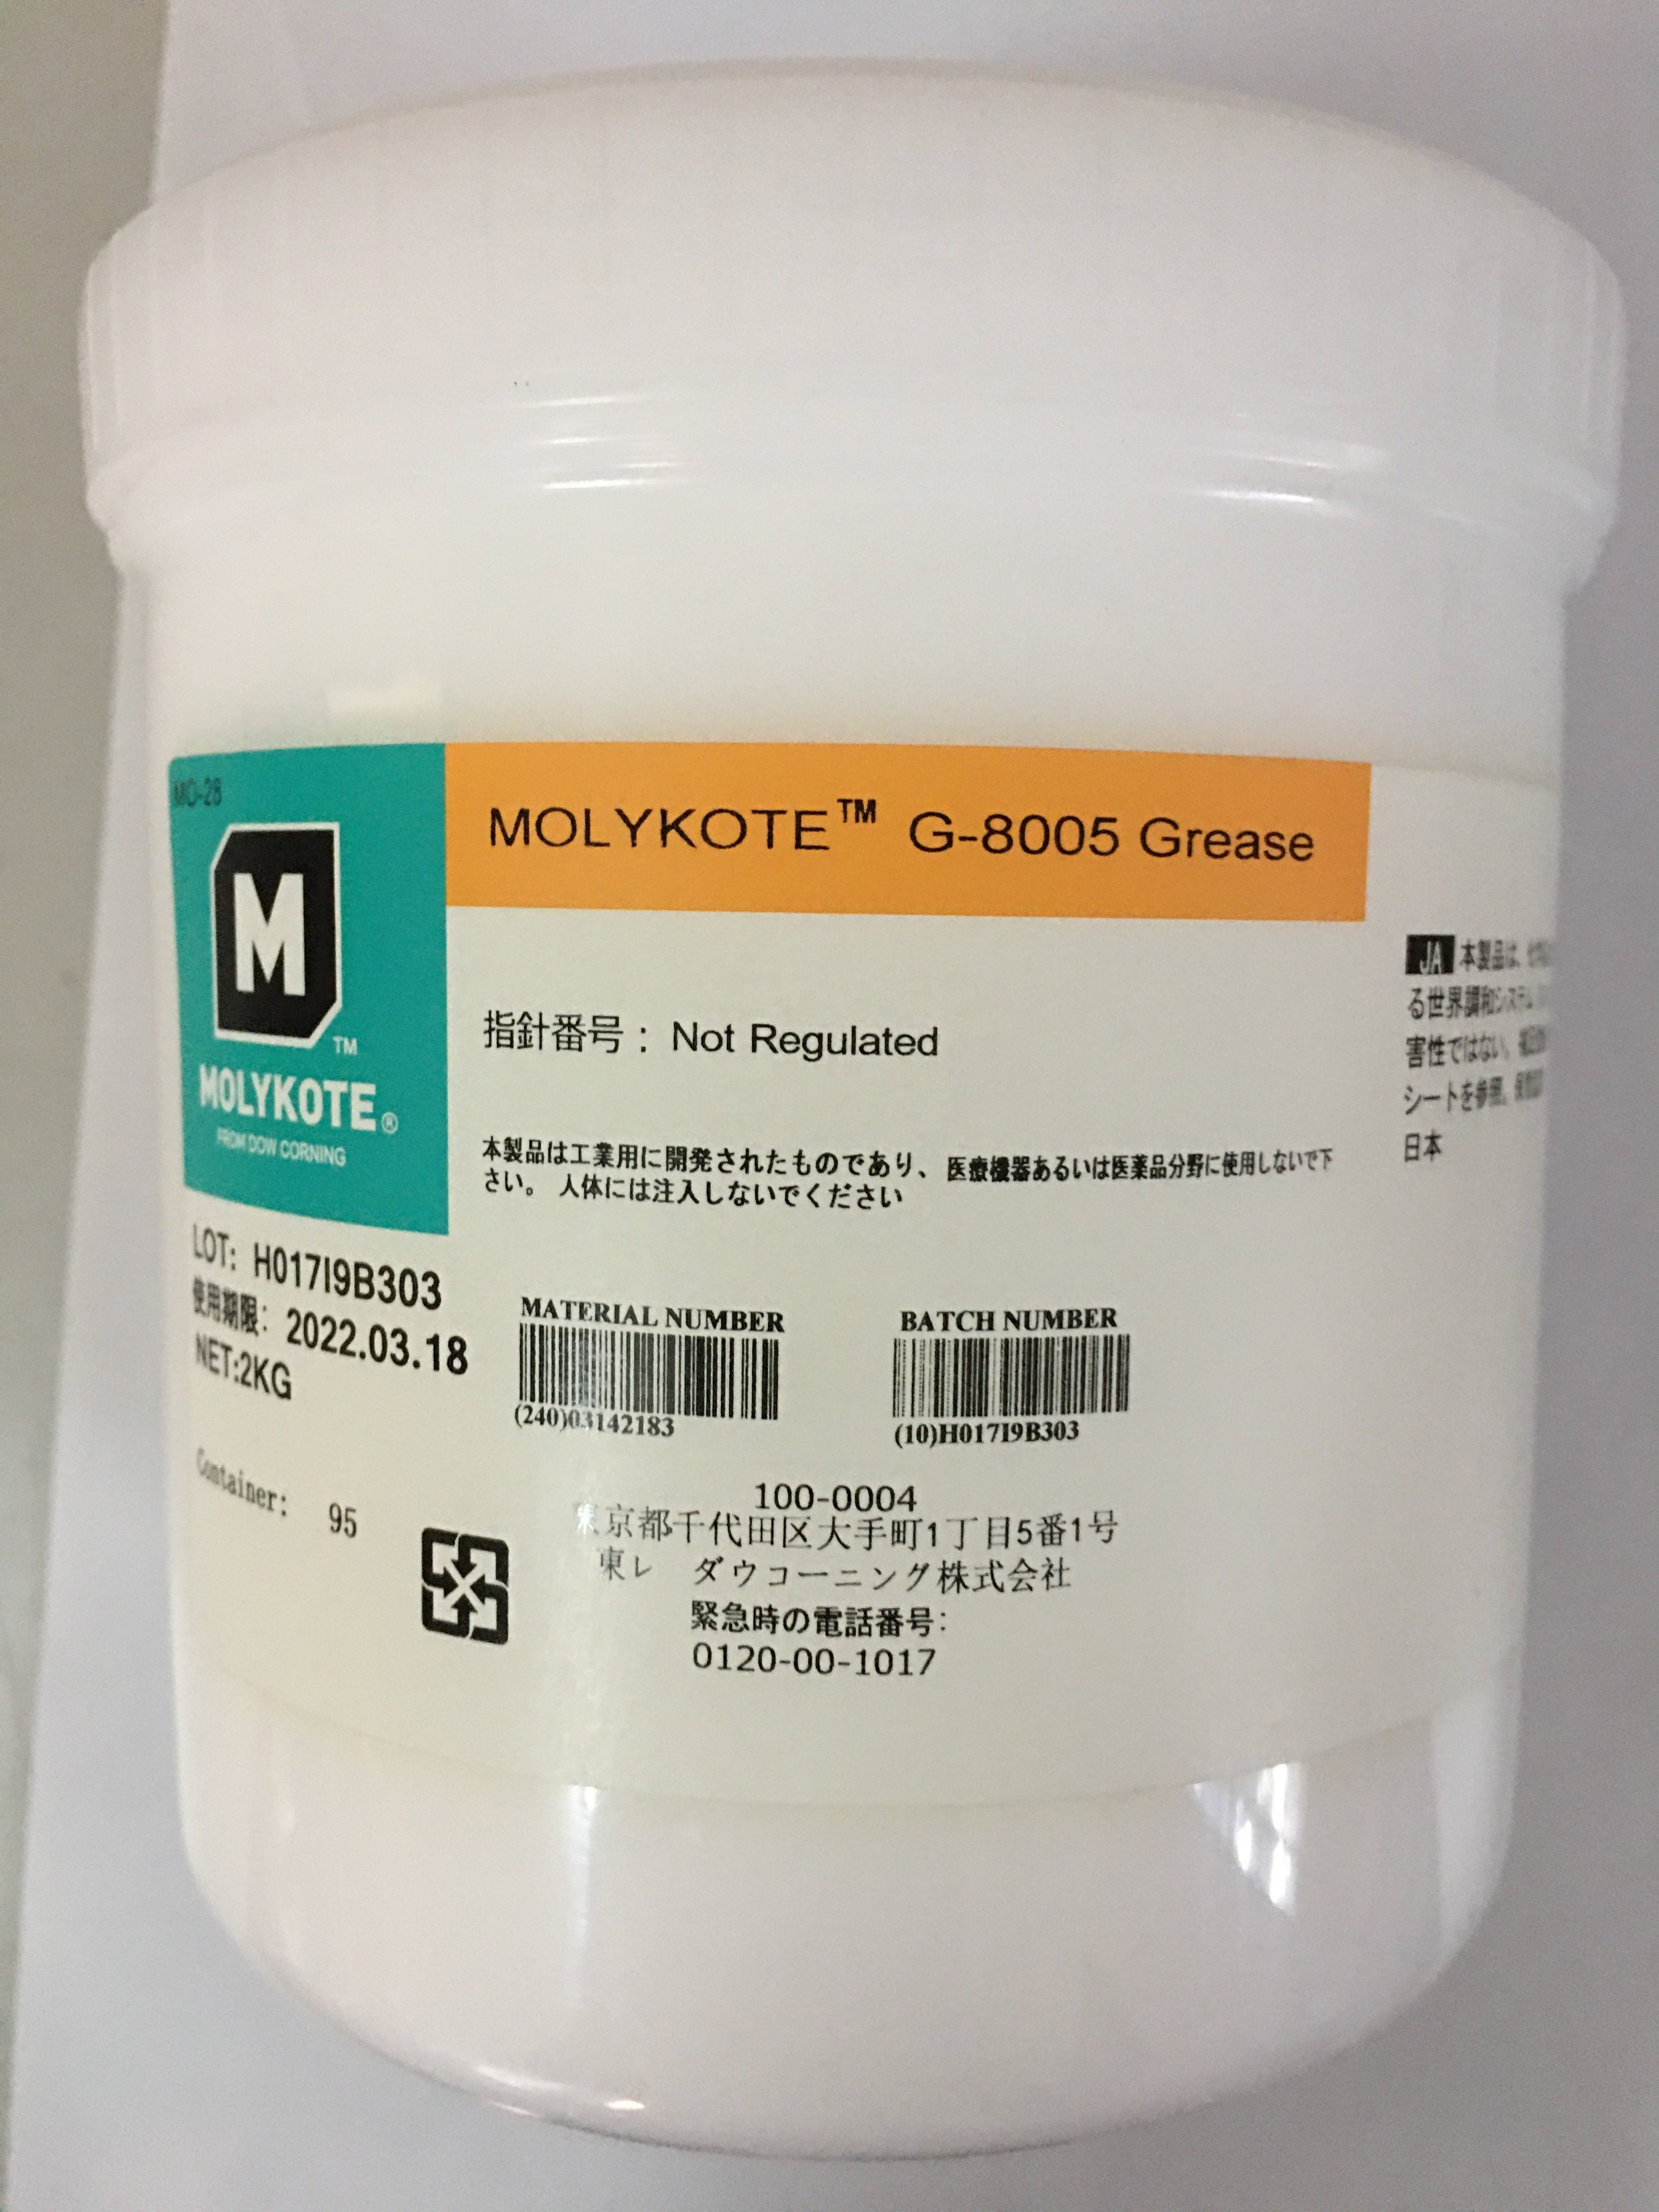 MO-28
MOLYKOTE™ G-8005 Grease
M
TM
MOLYKOTE®
FROM DOW CORNING
指針番号： Not Regulated
本製品は工業用に開発されたものであり、 医療機器あるいは医薬品分野に使用しないで下
さい。 人体には注入しないでください
LOT: H017I9B303
使用期限: 2022.03.18
NET:2KG
MATERIAL NUMBER
(240)03142183
BATCH NUMBER
(10)H017I9B303
Container: 95
100-0004
東京都千代田区大手町1丁目5番1号
東レ ダウコーニング株式会社
緊急時の電話番号:
0120-00-1017
JA 本製品は、
る世界調和システム
害性ではない。
シートを参照。
日本